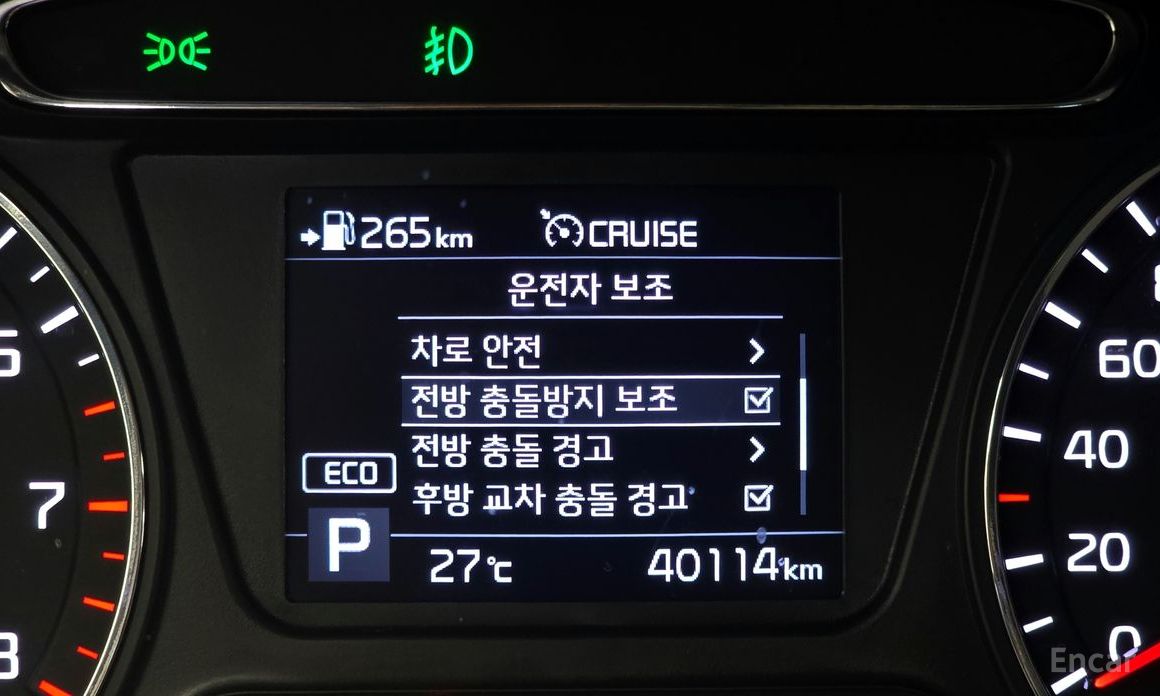 265km CRUISE
운전자 보조
차로 안전
전방 충돌방지 보조
전방 충돌 경고
후방 교차 충돌 경고
ECO
P
27℃ 40114km
7
8
60
40
20
0
Encar